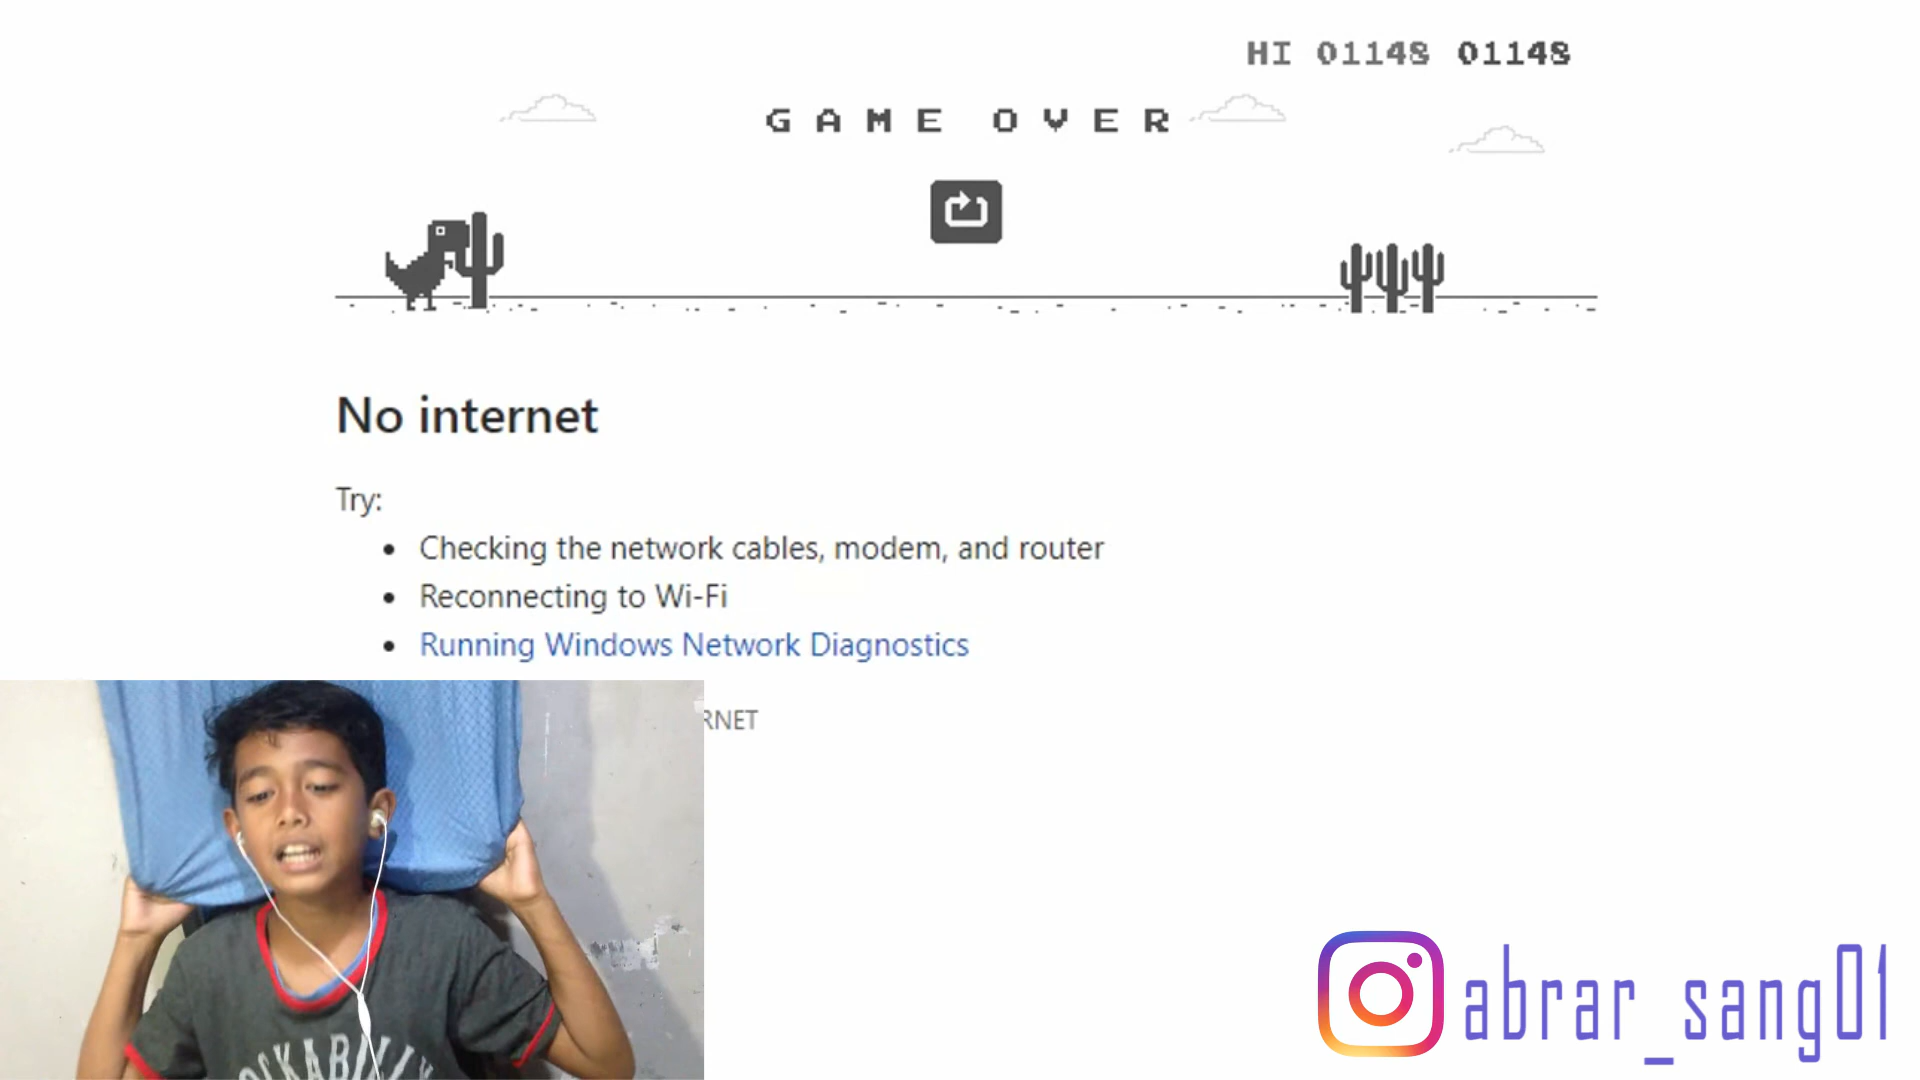 HI 01148 01148
GAME OVER
No internet
Try:
Checking the network cables, modem, and router
Reconnecting to Wi-Fi
Running Windows Network Diagnostics
abrar_sang01